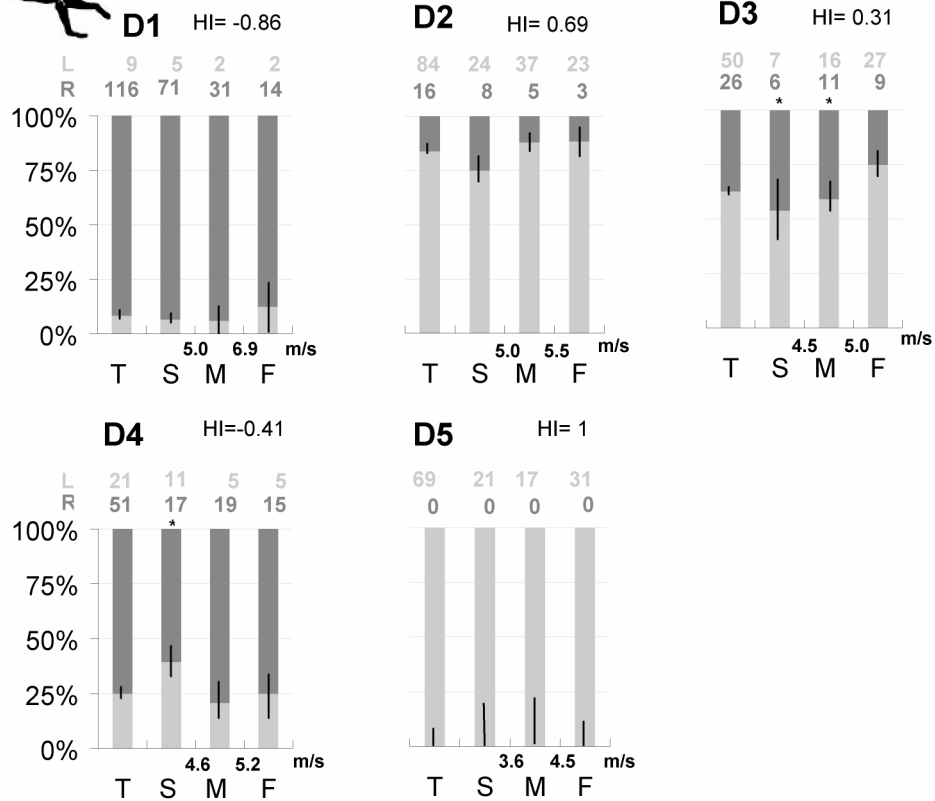 D1 HI= -0.86
L 9 5 2 2
R 116 71 31 14
100%
75%
50%
25%
0%
5.0 6.9 m/s
T S M F
D2 HI= 0.69
84 24 37 23
16 8 5 3
5.0 5.5 m/s
T S M F
D3 HI= 0.31
50 7 16 27
26 6 11 9
* *
4.5 5.0 m/s
T S M F
D4 HI=-0.41
L 21 11 5 5
R 51 17 19 15
*
100%
75%
50%
25%
0%
4.6 5.2 m/s
T S M F
D5 HI= 1
69 21 17 31
0 0 0 0
3.6 4.5 m/s
T S M F